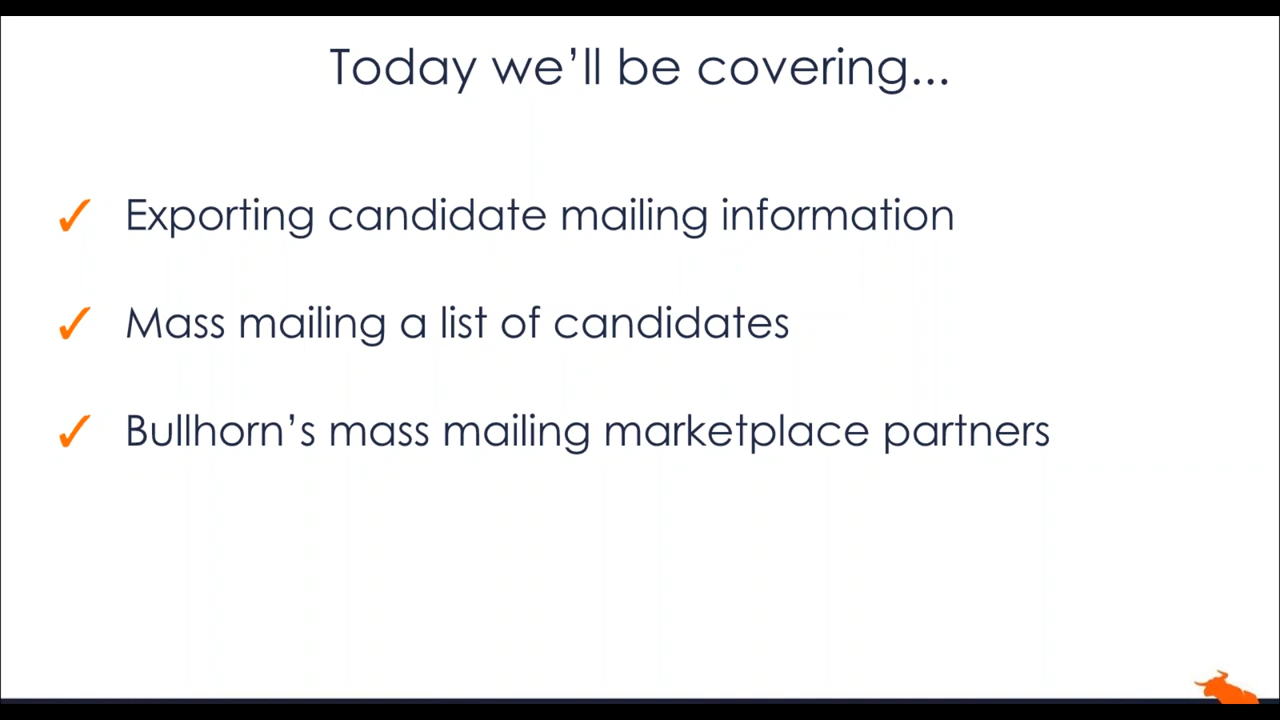 Today we’ll be covering...
✓ Exporting candidate mailing information
✓ Mass mailing a list of candidates
✓ Bullhorn’s mass mailing marketplace partners